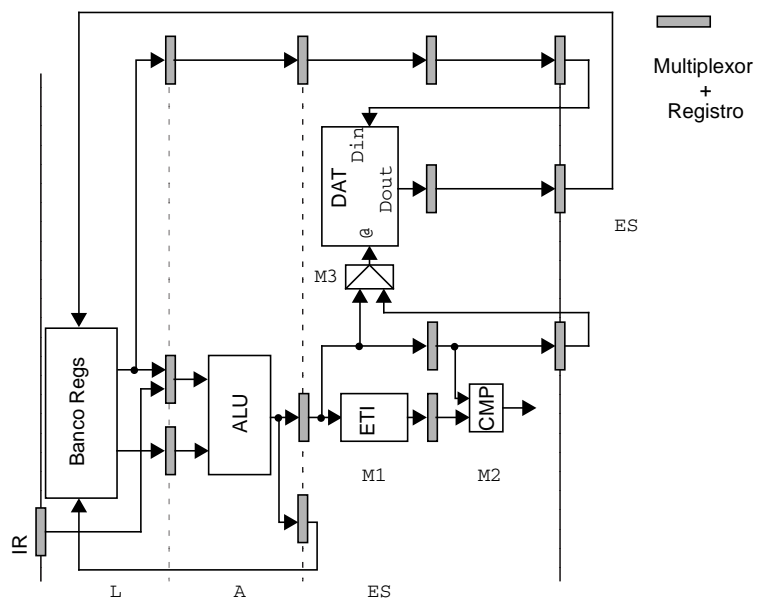 Multiplexor
+
Registro
Din
DAT
Dout
@
ES
M3
Banco Regs
ALU
ETI
CMP
M1
M2
IR
L
A
ES